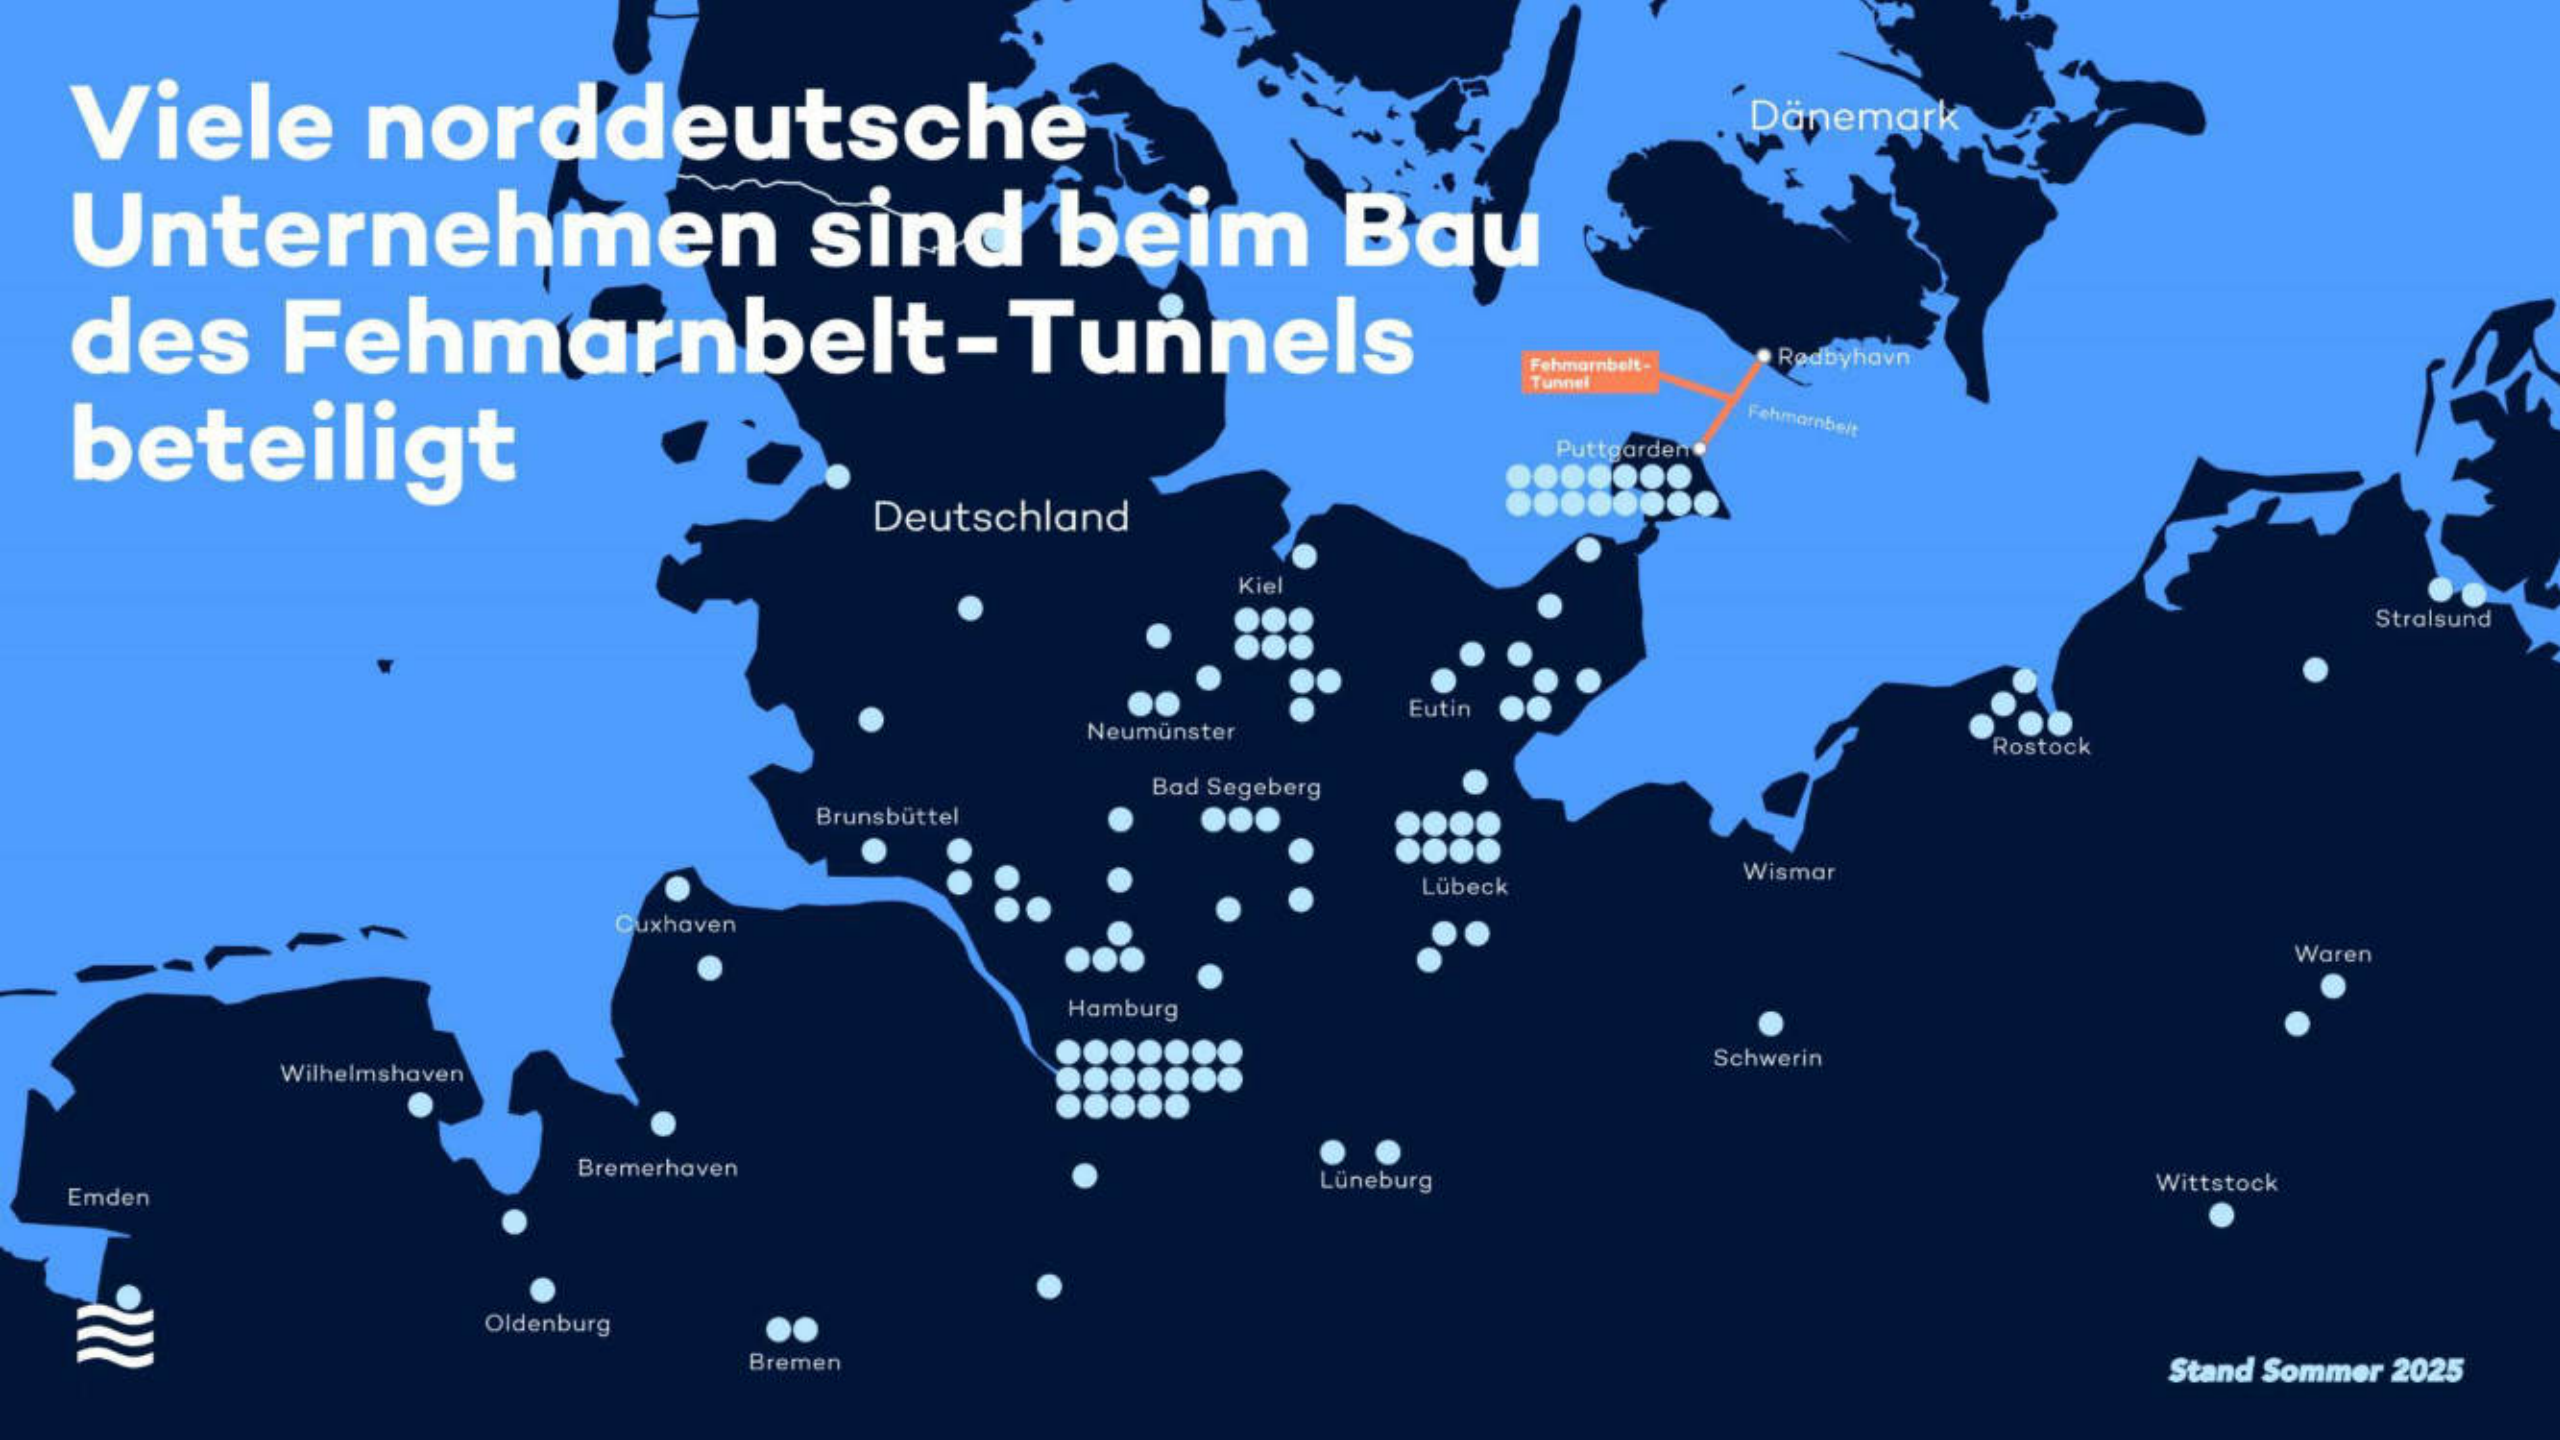 Viele norddeutsche
Unternehmen sind beim Bau
des Fehmarnbelt-Tunnels
beteiligt
Dänemark
Fehmarnbelt-
Tunnel
Rødbyhavn
Fehmarnbelt
Puttgarden
Deutschland
Kiel
Stralsund
Eutin
Neumünster
Rostock
Bad Segeberg
Brunsbüttel
Wismar
Lübeck
Cuxhaven
Waren
Hamburg
Schwerin
Wilhelmshaven
Bremerhaven
Lüneburg
Wittstock
Emden
Oldenburg
Bremen
Stand Sommer 2025